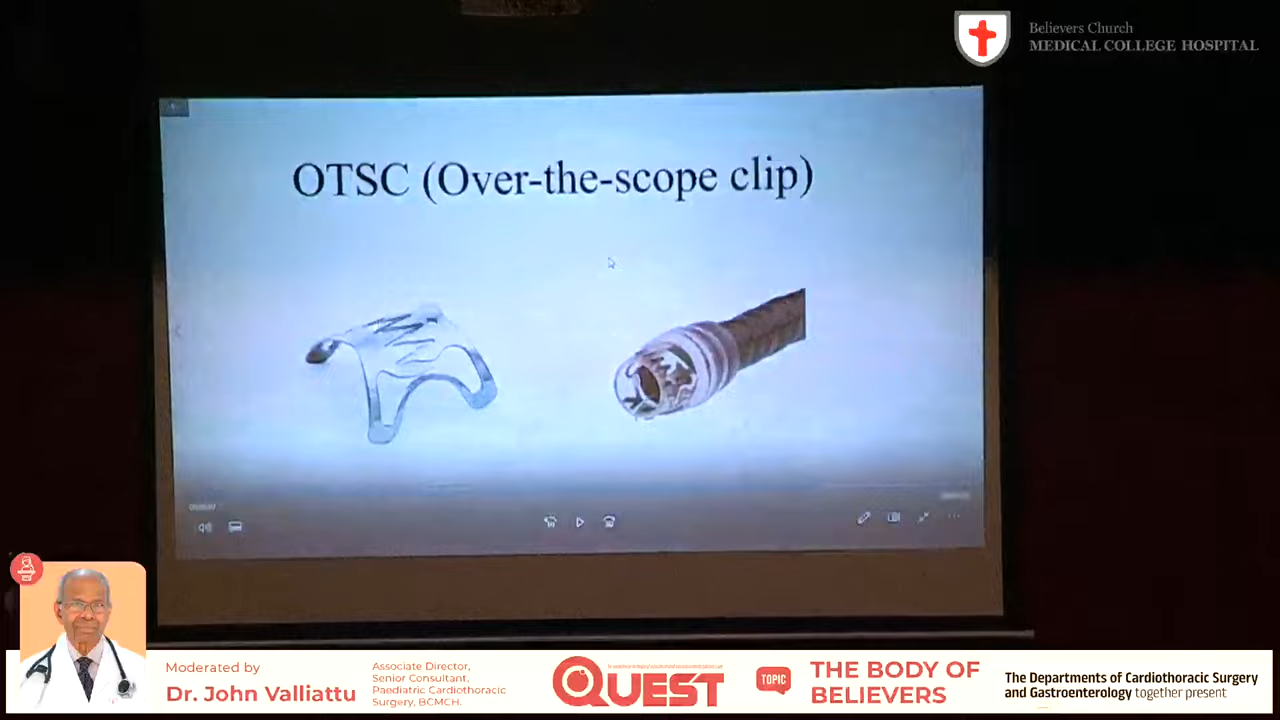 Believers Church
MEDICAL COLLEGE HOSPITAL
OTSC (Over-the-scope clip)
Moderated by
Dr. John Valliattu
Associate Director,
Senior Consultant,
Paediatric Cardiothoracic
Surgery, BCMCH.
QUEST
TOPIC
THE BODY OF
BELIEVERS
The Departments of Cardiothoracic Surgery
and Gastroenterology together present